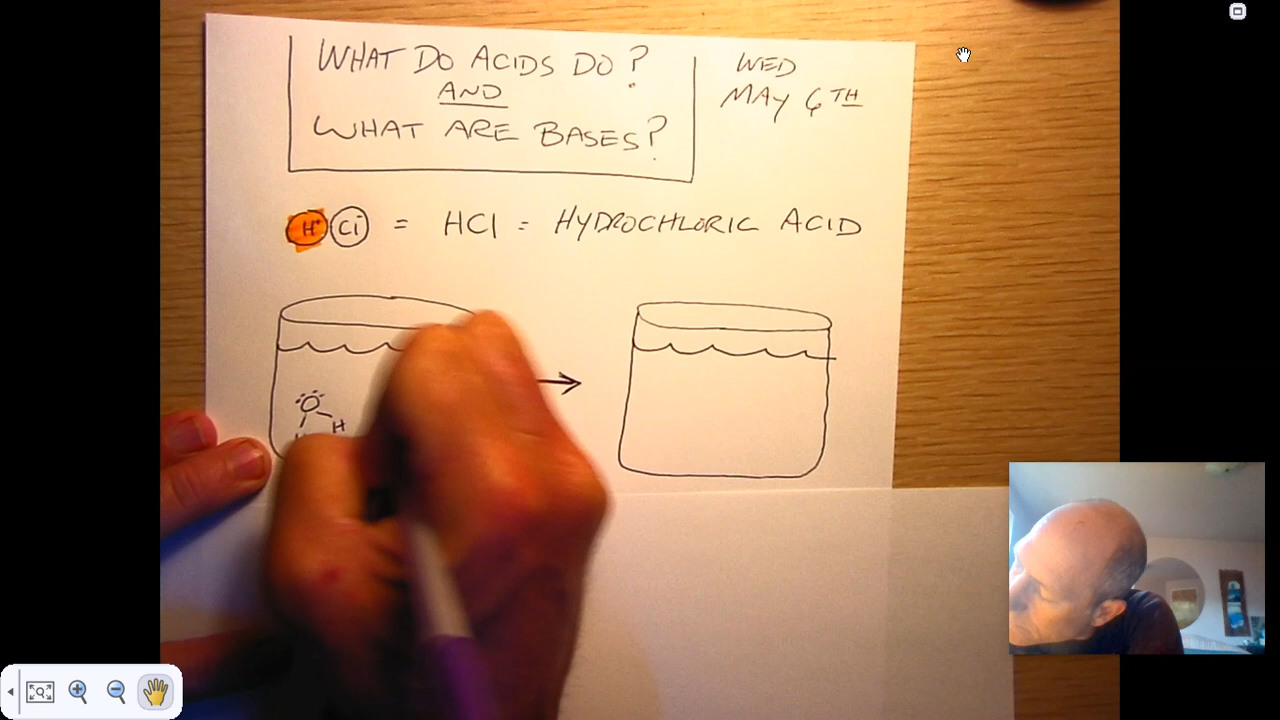 WHAT DO ACIDS DO?
AND
WHAT ARE BASES?
WED
MAY 6TH
H⁺ Cl⁻ = HCl = HYDROCHLORIC ACID
O
H